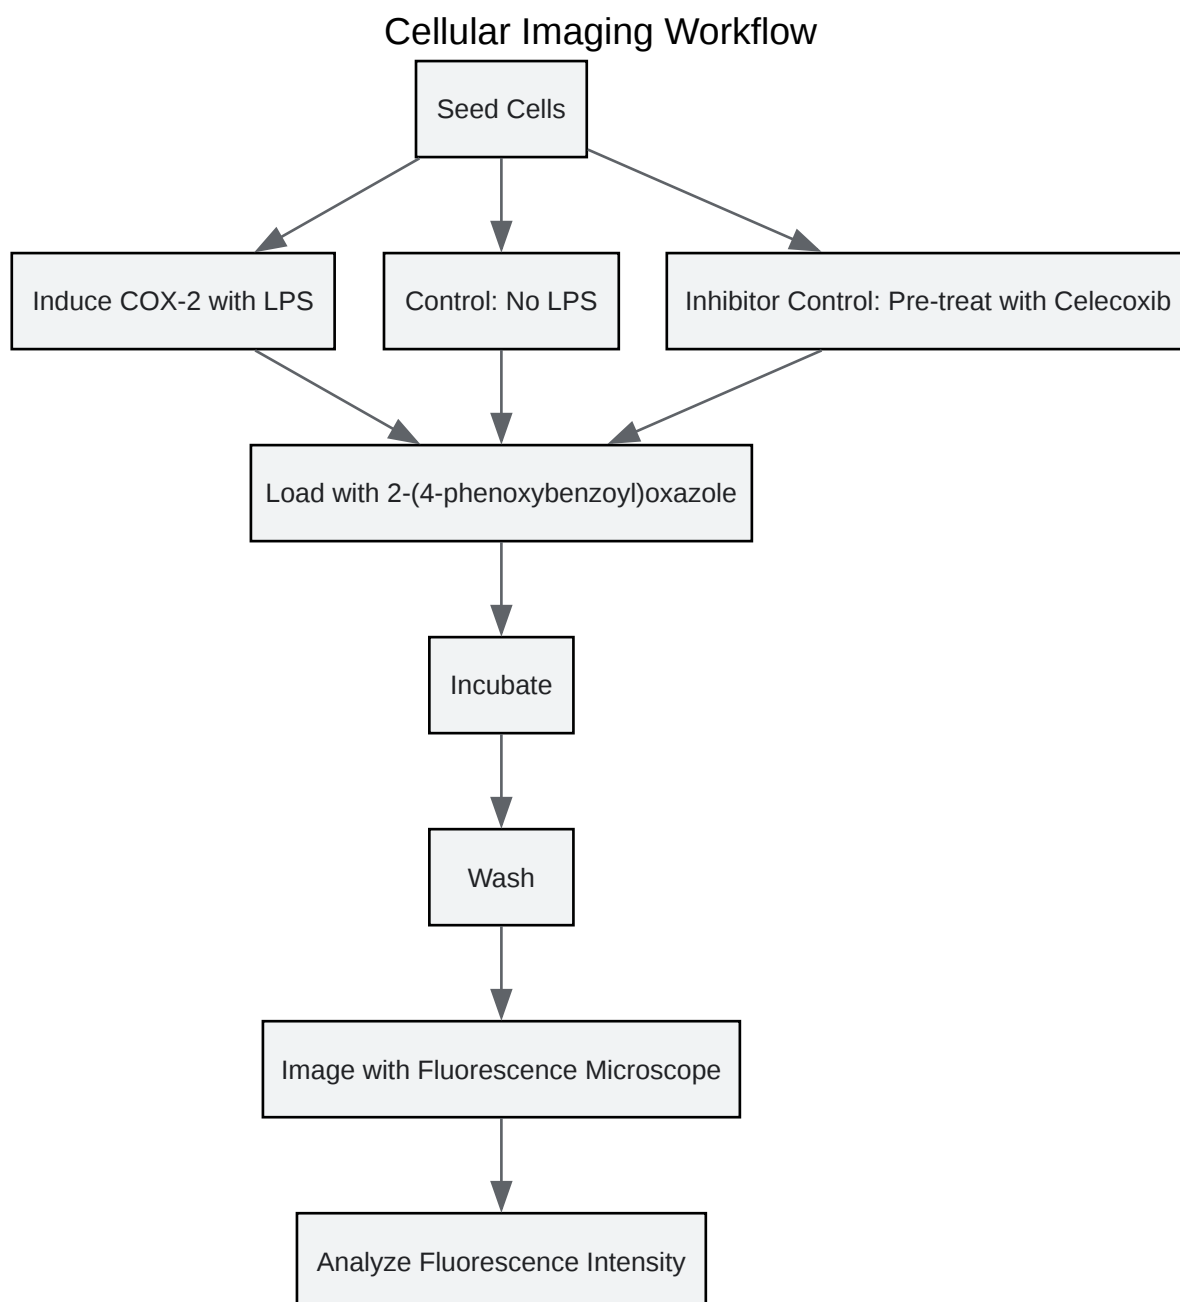 Cellular Imaging Workflow
Seed Cells
Induce COX-2 with LPS
Control: No LPS
Inhibitor Control: Pre-treat with Celecoxib
Load with 2-(4-phenoxybenzoyl)oxazole
Incubate
Wash
Image with Fluorescence Microscope
Analyze Fluorescence Intensity